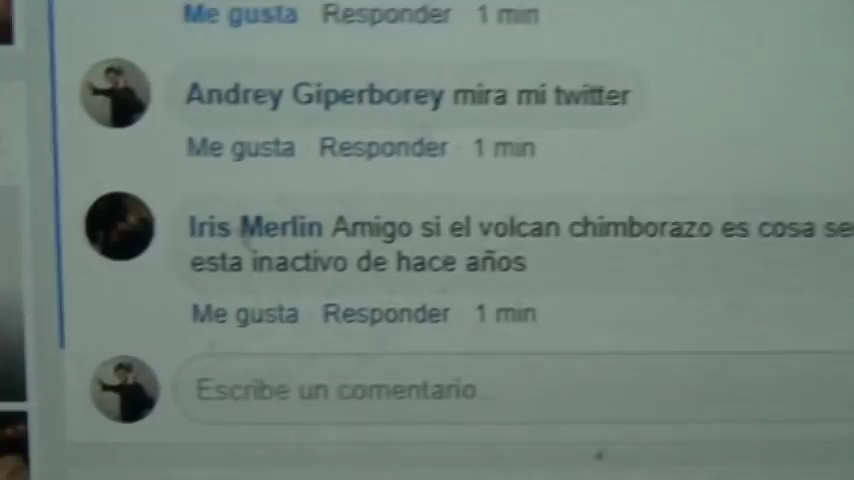 Me gusta Responder 1 min
Andrey Giperborey mira mi twitter
Me gusta Responder 1 min
Iris Merlin Amigo si el volcan chimborazo es cosa
esta inactivo de hace años
Me gusta Responder 1 min
Escribe un comentario